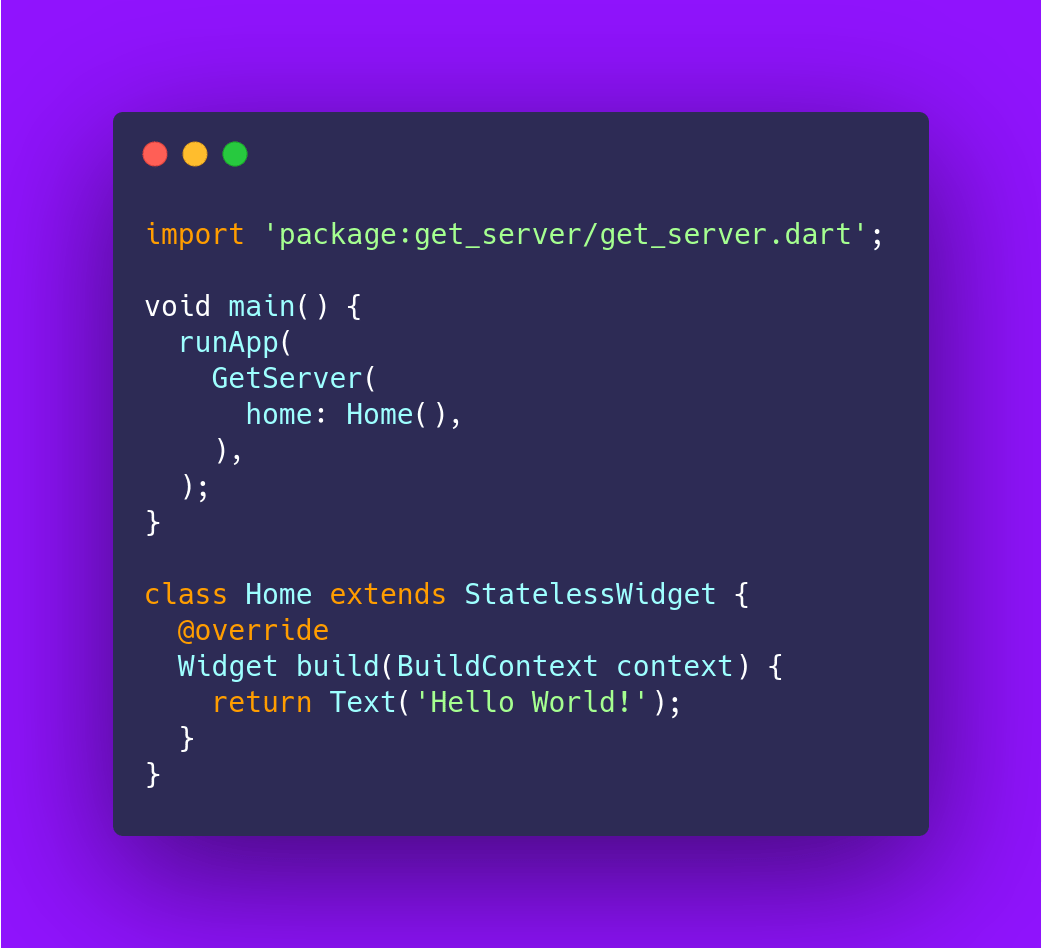 import 'package:get_server/get_server.dart';

void main() {
  runApp(
    GetServer(
      home: Home(),
    ),
  );
}

class Home extends StatelessWidget {
  @override
  Widget build(BuildContext context) {
    return Text('Hello World!');
  }
}